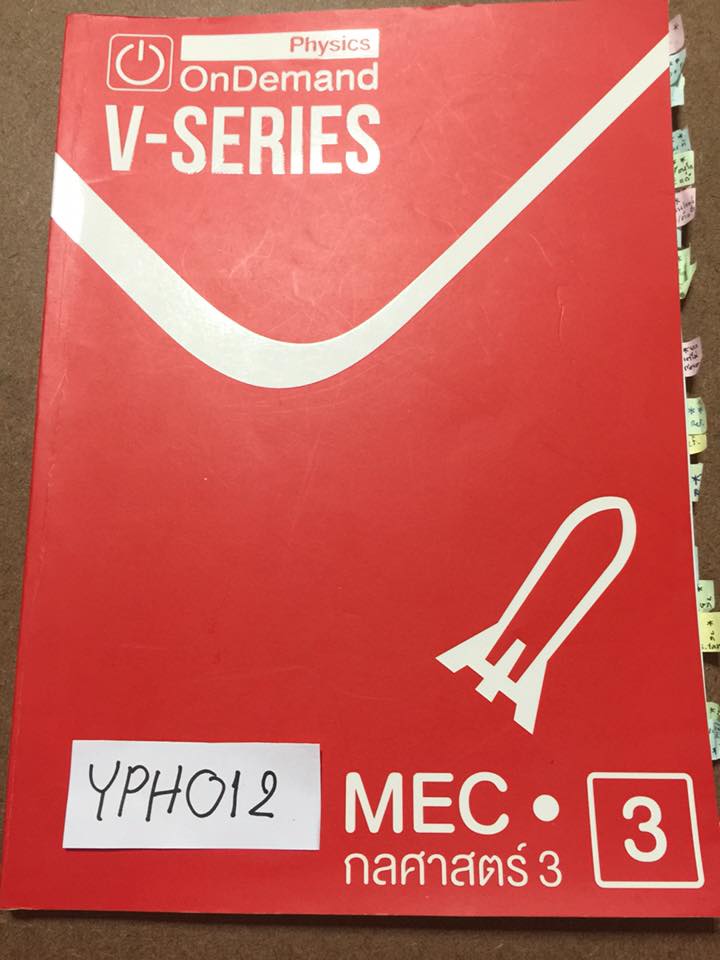 Physics
OnDemand
V-SERIES
YPH012
MEC • 3
กลศาสตร์ 3